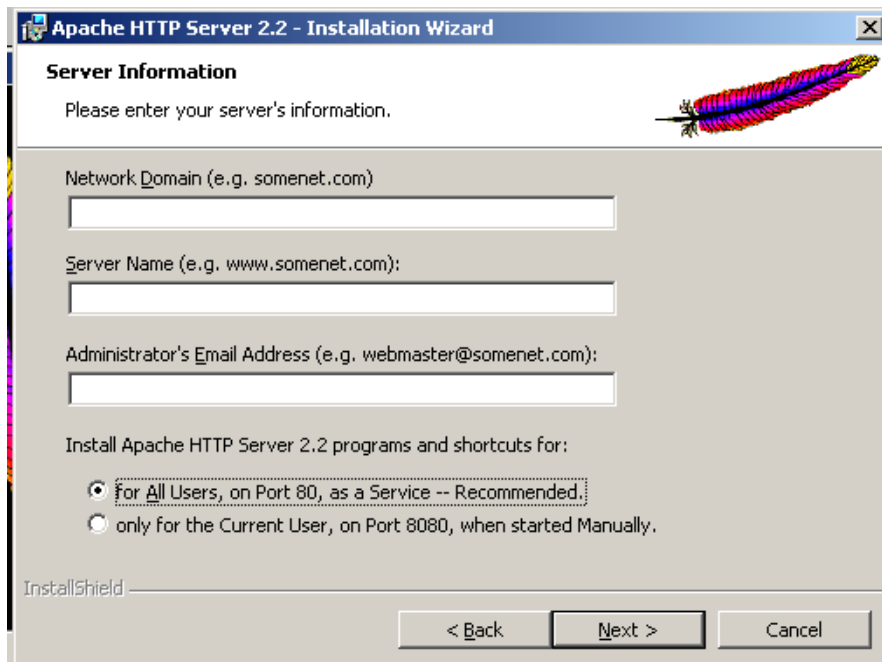 Apache HTTP Server 2.2 - Installation Wizard
Server Information
Please enter your server's information.
Network Domain (e.g. somenet.com)
Server Name (e.g. www.somenet.com):
Administrator's Email Address (e.g. webmaster@somenet.com):
Install Apache HTTP Server 2.2 programs and shortcuts for:
for All Users, on Port 80, as a Service -- Recommended.
only for the Current User, on Port 8080, when started Manually.
InstallShield
< Back Next > Cancel